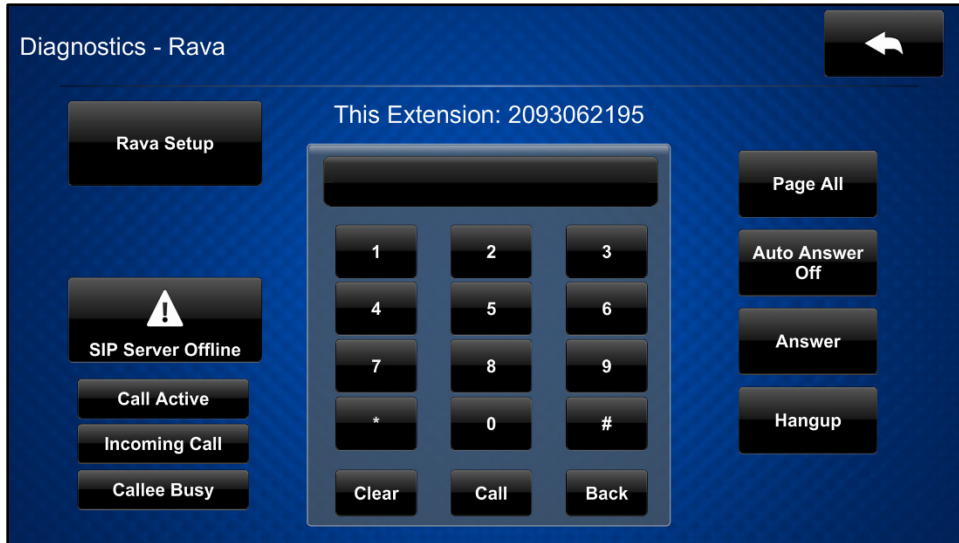 Diagnostics - Rava
Rava Setup
This Extension: 2093062195
1 2 3
4 5 6
7 8 9
* 0 #
Clear Call Back
SIP Server Offline
Call Active
Incoming Call
Callee Busy
Page All
Auto Answer
Off
Answer
Hangup